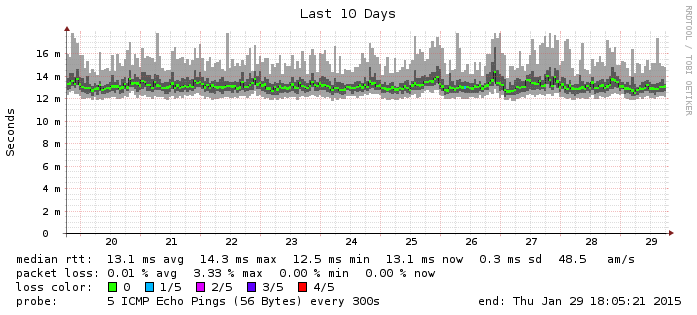 Last 10 Days
RRDTOOL / TOBI OETIKER
Seconds
16 m
14 m
12 m
10 m
8 m
6 m
4 m
2 m
0
20 21 22 23 24 25 26 27 28 29
median rtt: 13.1 ms avg 14.3 ms max 12.5 ms min 13.1 ms now 0.3 ms sd 48.5 am/s
packet loss: 0.01 % avg 3.33 % max 0.00 % min 0.00 % now
loss color: 0 1/5 2/5 3/5 4/5
probe: 5 ICMP Echo Pings (56 Bytes) every 300s end: Thu Jan 29 18:05:21 2015